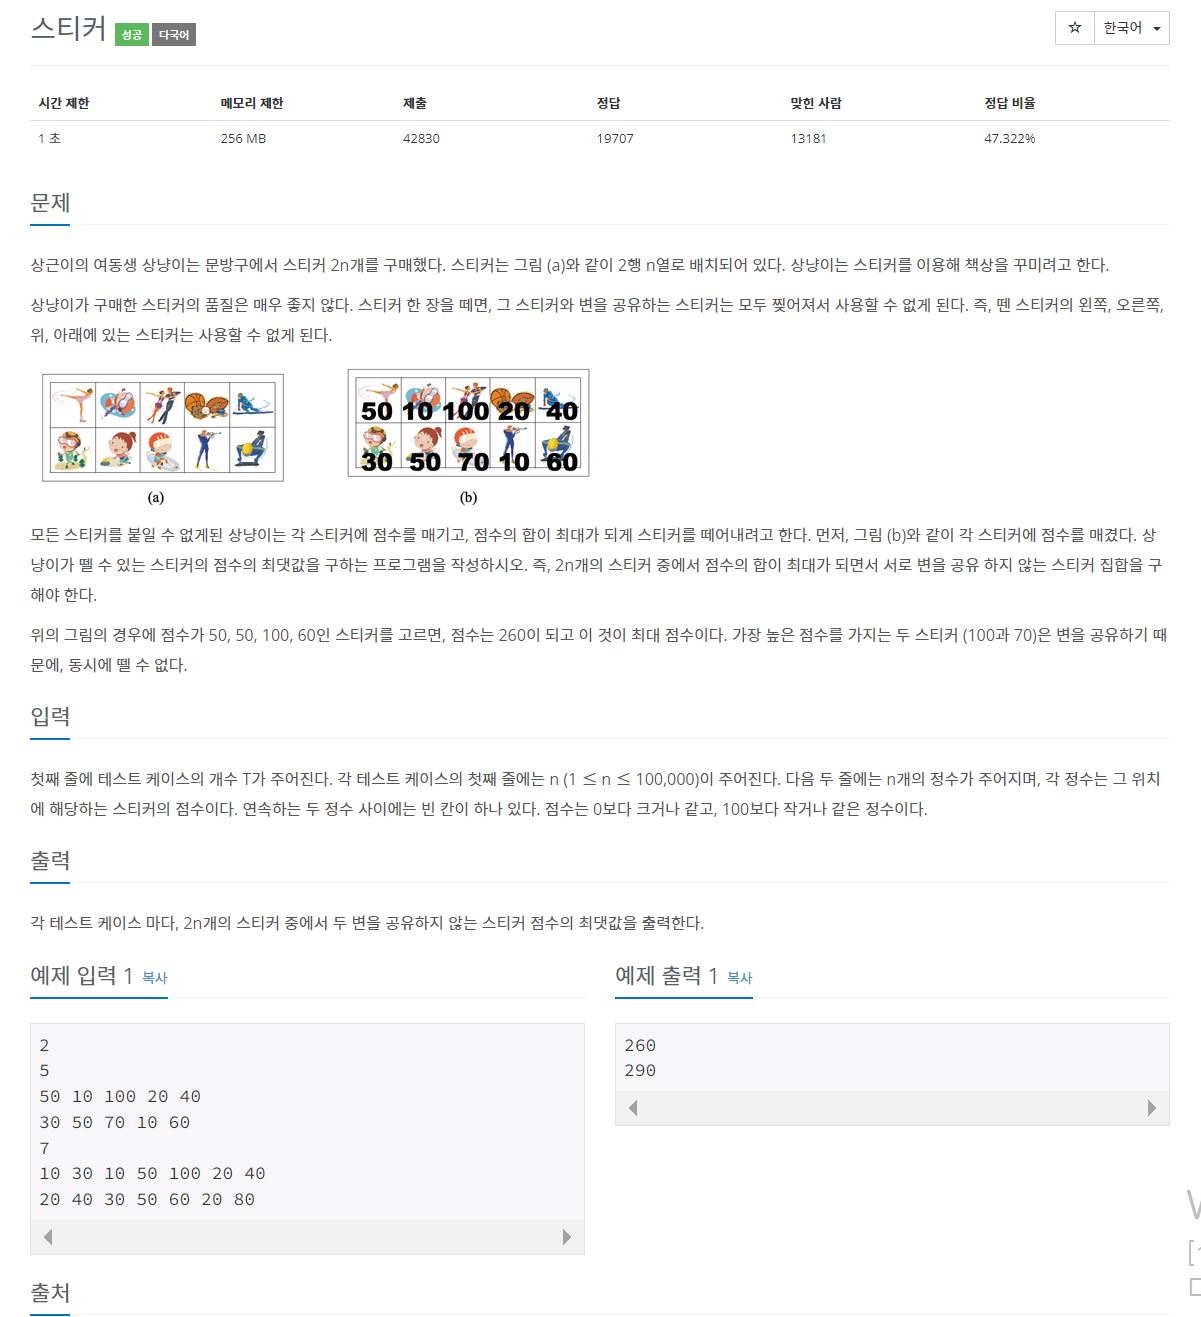 스티커 성공 다국어
☆ 한국어
시간 제한 메모리 제한 제출 정답 맞힌 사람 정답 비율
1 초 256 MB 42830 19707 13181 47.322%
문제
상근이의 여동생 상냥이는 문방구에서 스티커 2n개를 구매했다. 스티커는 그림 (a)와 같이 2행 n열로 배치되어 있다. 상냥이는 스티커를 이용해 책상을 꾸미려고 한다.
상냥이가 구매한 스티커의 품질은 매우 좋지 않다. 스티커 한 장을 떼면, 그 스티커와 변을 공유하는 스티커는 모두 찢어져서 사용할 수 없게 된다. 즉, 뗀 스티커의 왼쪽, 오른쪽,
위, 아래에 있는 스티커는 사용할 수 없게 된다.
50 10 100 20 40
30 50 70 10 60
(a) (b)
모든 스티커를 붙일 수 없게된 상냥이는 각 스티커에 점수를 매기고, 점수의 합이 최대가 되게 스티커를 떼어내려고 한다. 먼저, 그림 (b)와 같이 각 스티커에 점수를 매겼다. 상
냥이가 뗄 수 있는 스티커의 점수의 최댓값을 구하는 프로그램을 작성하시오. 즉, 2n개의 스티커 중에서 점수의 합이 최대가 되면서 서로 변을 공유 하지 않는 스티커 집합을 구
해야 한다.
위의 그림의 경우에 점수가 50, 50, 100, 60인 스티커를 고르면, 점수는 260이 되고 이 것이 최대 점수이다. 가장 높은 점수를 가지는 두 스티커 (100과 70)은 변을 공유하기 때
문에, 동시에 뗄 수 없다.
입력
첫째 줄에 테스트 케이스의 개수 T가 주어진다. 각 테스트 케이스의 첫째 줄에는 n (1 ≤ n ≤ 100,000)이 주어진다. 다음 두 줄에는 n개의 정수가 주어지며, 각 정수는 그 위치
에 해당하는 스티커의 점수이다. 연속하는 두 정수 사이에는 빈 칸이 하나 있다. 점수는 0보다 크거나 같고, 100보다 작거나 같은 정수이다.
출력
각 테스트 케이스 마다, 2n개의 스티커 중에서 두 변을 공유하지 않는 스티커 점수의 최댓값을 출력한다.
예제 입력 1 복사
2
5
50 10 100 20 40
30 50 70 10 60
7
10 30 10 50 100 20 40
20 40 30 50 60 20 80
예제 출력 1 복사
260
290
출처